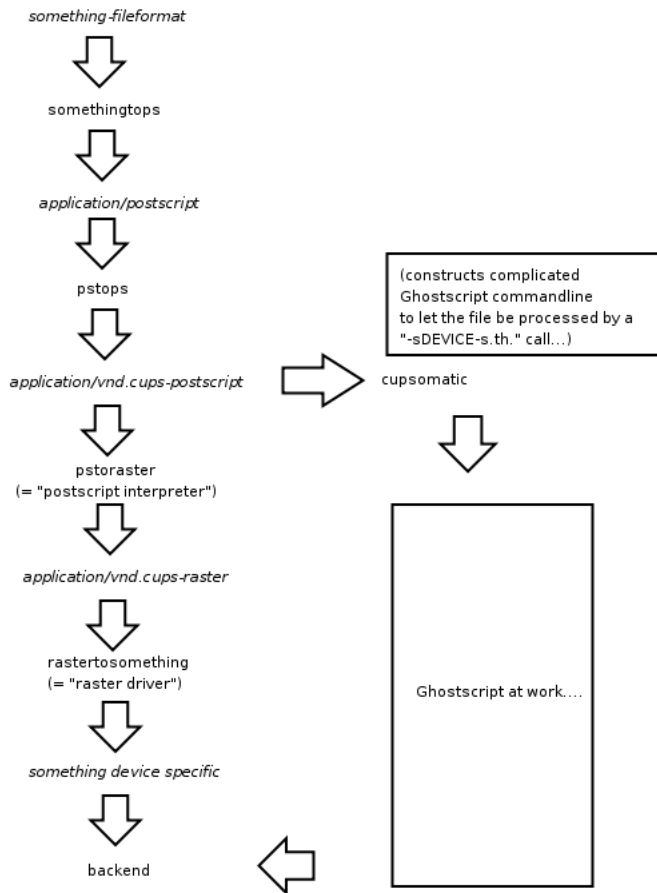 something-fileformat
somethingtops
application/postscript
pstops
application/vnd.cups-postscript
pstoraster
(= "postscript interpreter")
application/vnd.cups-raster
rastertosomething
(= "raster driver")
something device specific
backend
(constructs complicated
Ghostscript commandline
to let the file be processed by a
"-sDEVICE-s.th." call...)
cupsomatic
Ghostscript at work....